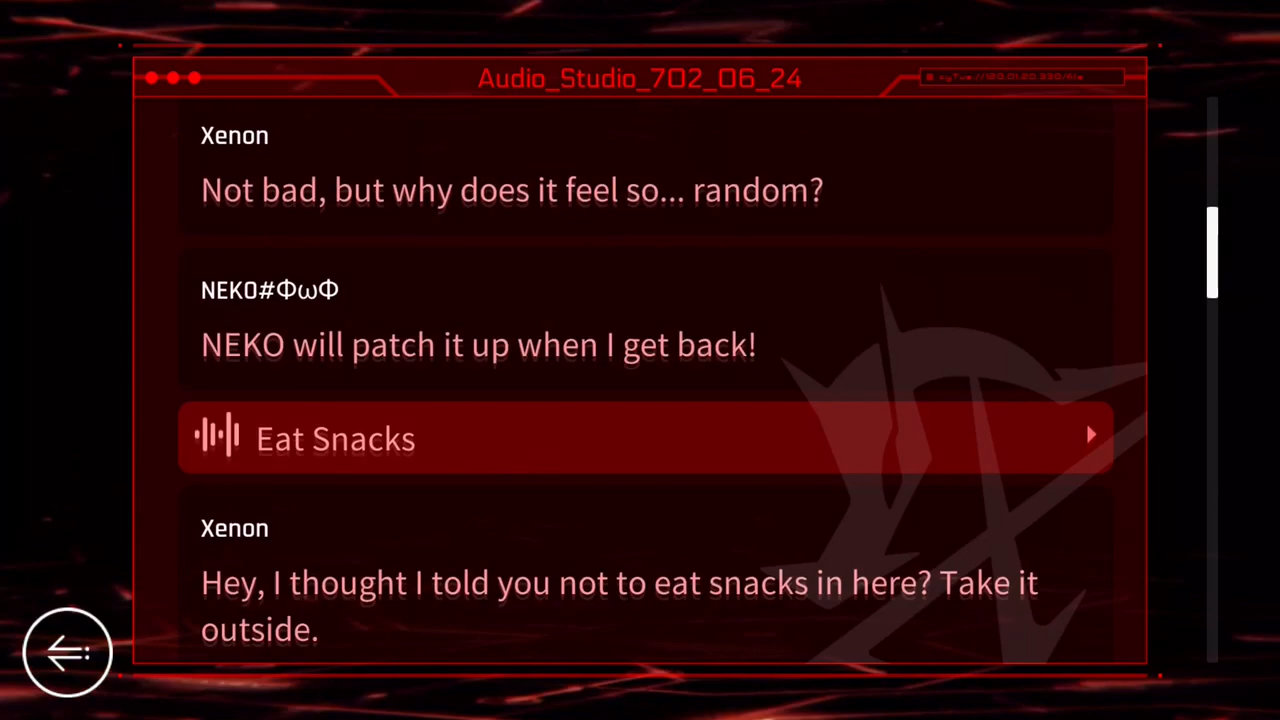 Audio_Studio_702_06_24
Xenon
Not bad, but why does it feel so... random?
NEKO#ΦωΦ
NEKO will patch it up when I get back!
Eat Snacks
Xenon
Hey, I thought I told you not to eat snacks in here? Take it
outside.